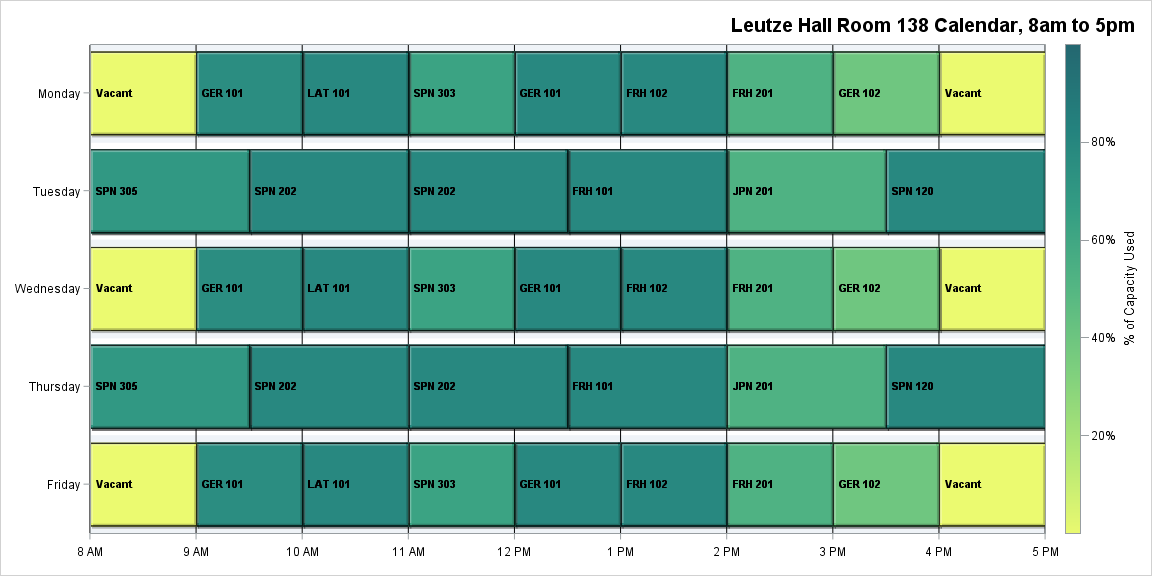 Leutze Hall Room 138 Calendar, 8am to 5pm
Monday
Vacant
GER 101
LAT 101
SPN 303
GER 101
FRH 102
FRH 201
GER 102
Vacant
Tuesday
SPN 305
SPN 202
SPN 202
FRH 101
JPN 201
SPN 120
Wednesday
Vacant
GER 101
LAT 101
SPN 303
GER 101
FRH 102
FRH 201
GER 102
Vacant
Thursday
SPN 305
SPN 202
SPN 202
FRH 101
JPN 201
SPN 120
Friday
Vacant
GER 101
LAT 101
SPN 303
GER 101
FRH 102
FRH 201
GER 102
Vacant
8 AM
9 AM
10 AM
11 AM
12 PM
1 PM
2 PM
3 PM
4 PM
5 PM
80%
60%
40%
20%
% of Capacity Used